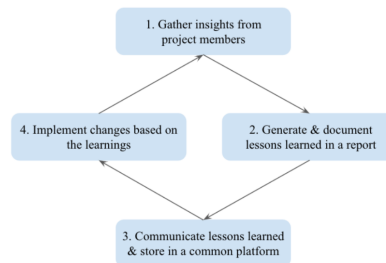 1. Gather insights from
project members
2. Generate & document
lessons learned in a report
3. Communicate lessons learned
& store in a common platform
4. Implement changes based on
the learnings